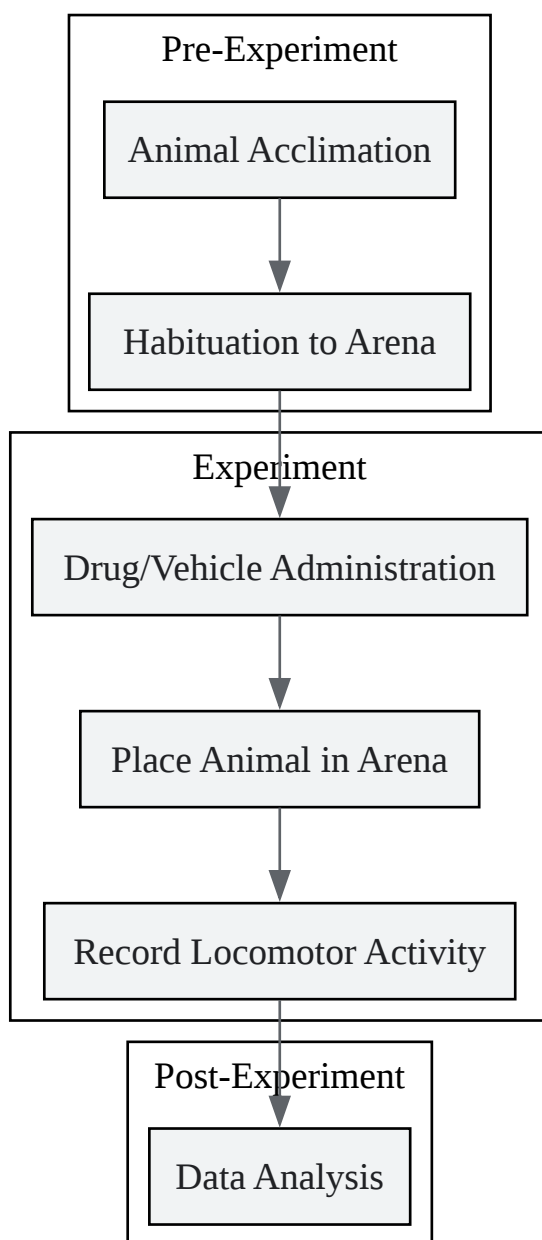 Pre-Experiment
Animal Acclimation
Habituation to Arena
Experiment
Drug/Vehicle Administration
Place Animal in Arena
Record Locomotor Activity
Post-Experiment
Data Analysis